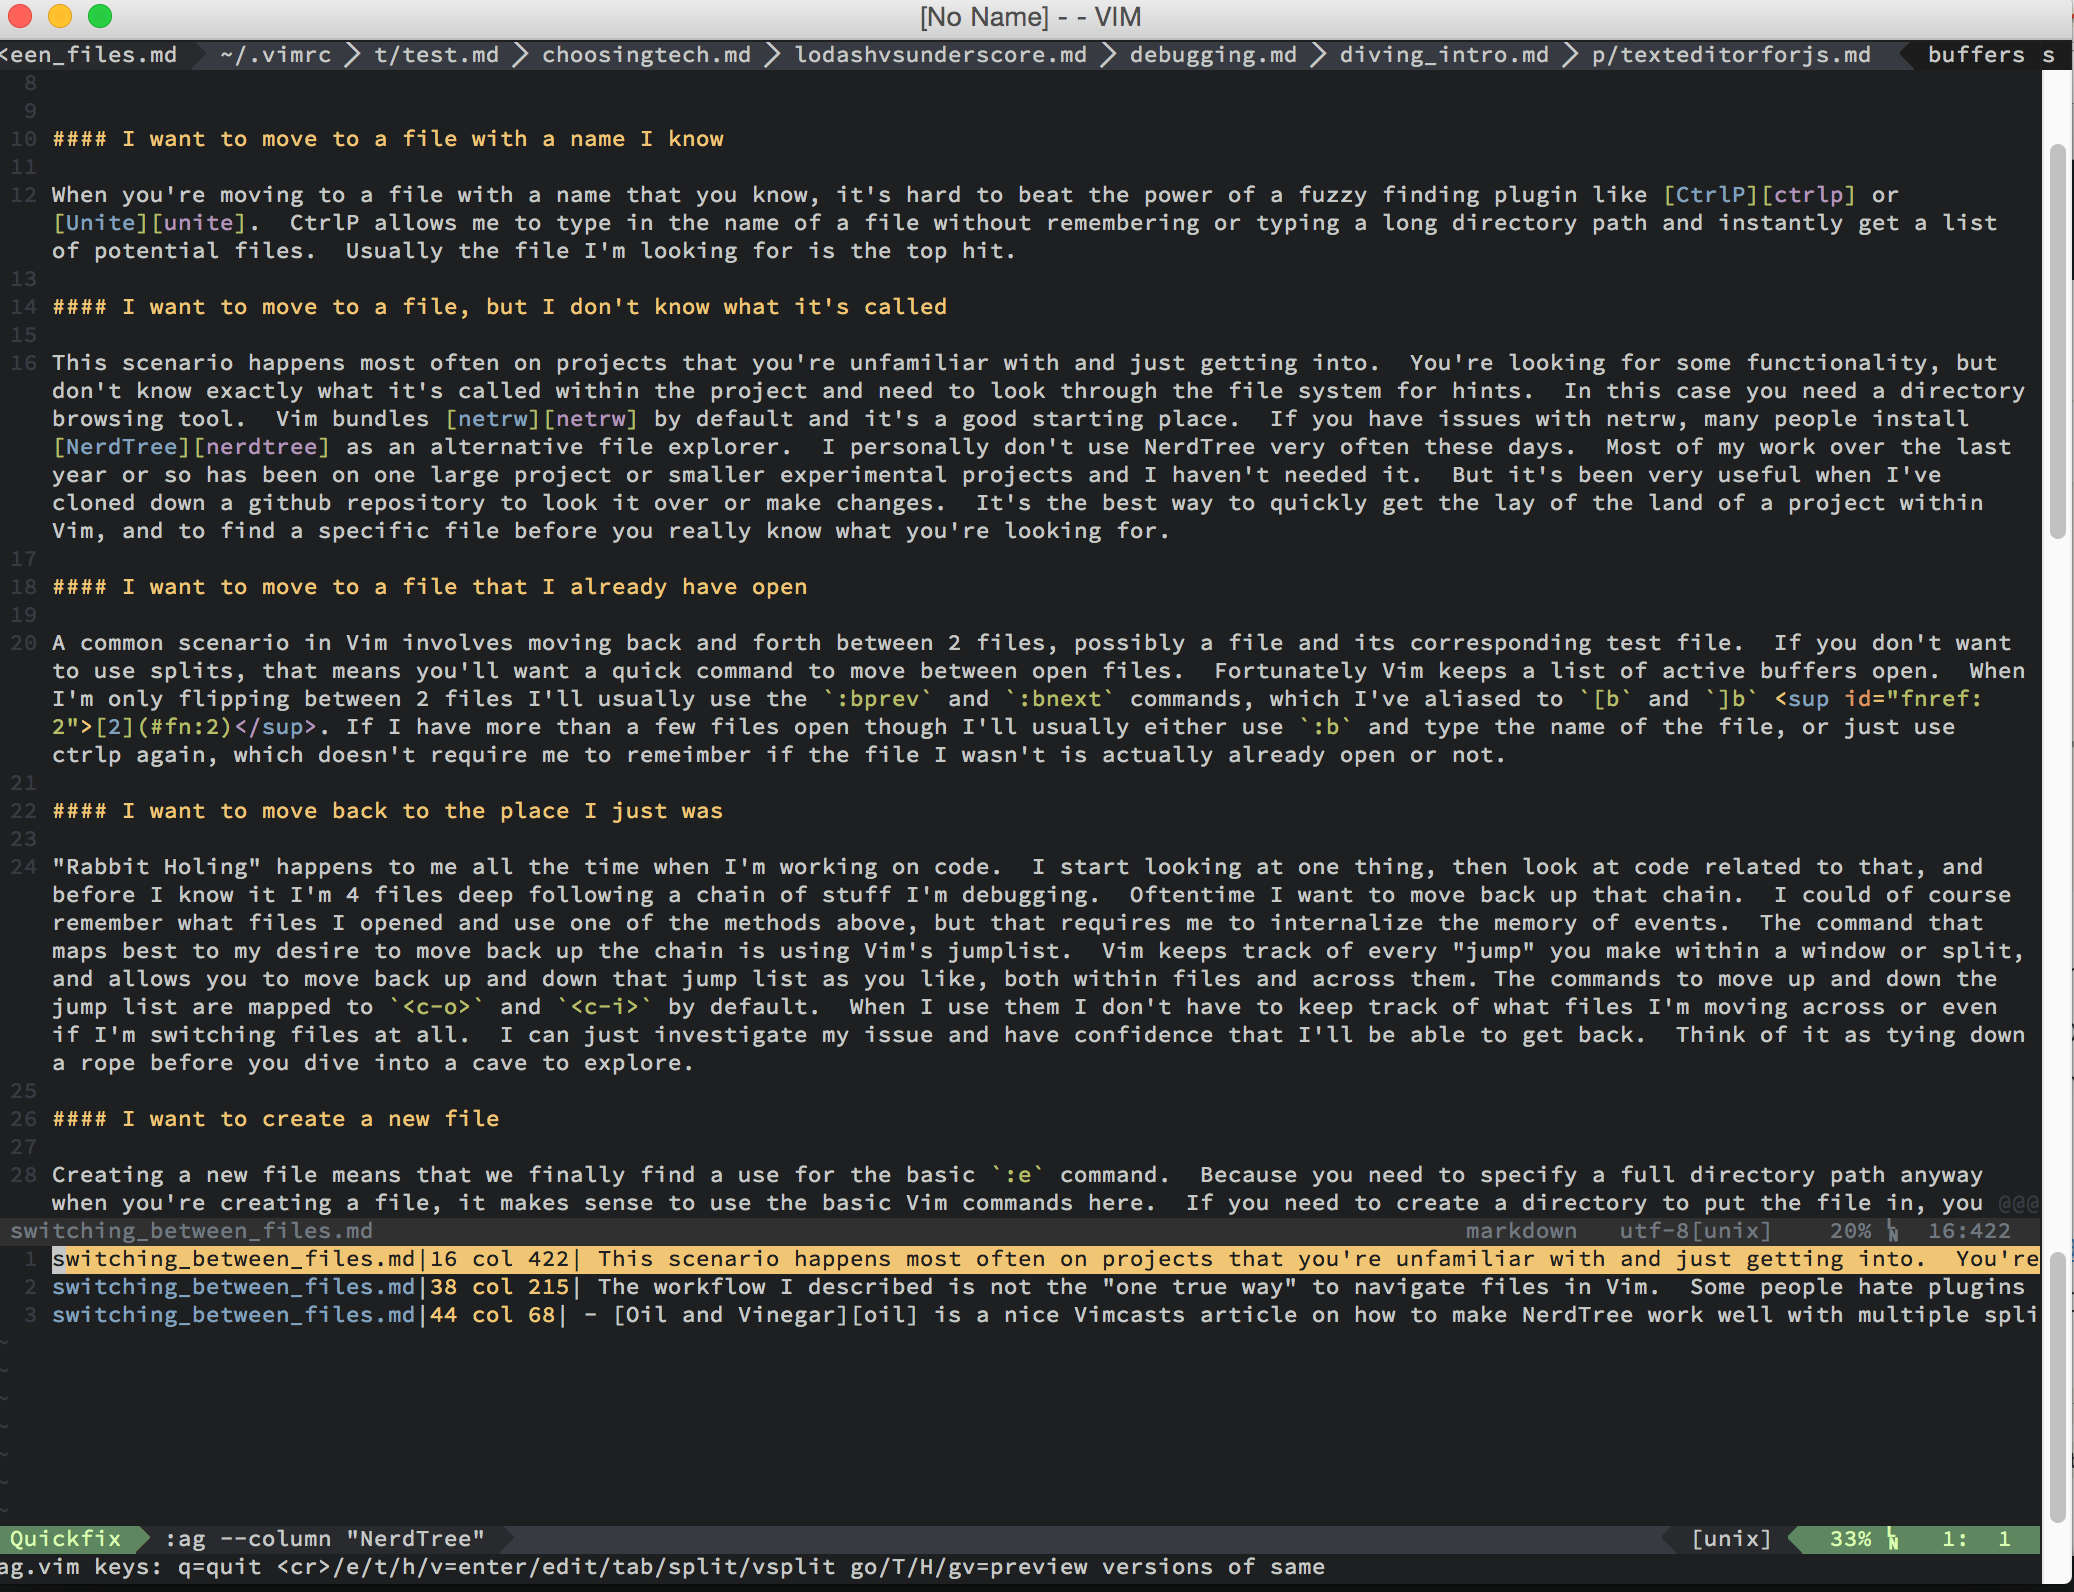 [No Name] - - VIM
<een_files.md ~/.vimrc t/test.md choosingtech.md lodashvsunderscore.md debugging.md diving_intro.md p/texteditorforjs.md buffers s
8
9
10 #### I want to move to a file with a name I know
11
12 When you're moving to a file with a name that you know, it's hard to beat the power of a fuzzy finding plugin like [CtrlP][ctrlp] or
[Unite][unite].  CtrlP allows me to type in the name of a file without remembering or typing a long directory path and instantly get a list
of potential files.  Usually the file I'm looking for is the top hit.
13
14 #### I want to move to a file, but I don't know what it's called
15
16 This scenario happens most often on projects that you're unfamiliar with and just getting into.  You're looking for some functionality, but
don't know exactly what it's called within the project and need to look through the file system for hints.  In this case you need a directory
browsing tool.  Vim bundles [netrw][netrw] by default and it's a good starting place.  If you have issues with netrw, many people install
[NerdTree][nerdtree] as an alternative file explorer.  I personally don't use NerdTree very often these days.  Most of my work over the last
year or so has been on one large project or smaller experimental projects and I haven't needed it.  But it's been very useful when I've
cloned down a github repository to look it over or make changes.  It's the best way to quickly get the lay of the land of a project within
Vim, and to find a specific file before you really know what you're looking for.
17
18 #### I want to move to a file that I already have open
19
20 A common scenario in Vim involves moving back and forth between 2 files, possibly a file and its corresponding test file.  If you don't want
to use splits, that means you'll want a quick command to move between open files.  Fortunately Vim keeps a list of active buffers open.  When
I'm only flipping between 2 files I'll usually use the `:bprev` and `:bnext` commands, which I've aliased to `[b` and `]b` <sup id="fnref:
2">[2](#fn:2)</sup>. If I have more than a few files open though I'll usually either use `:b` and type the name of the file, or just use
ctrlp again, which doesn't require me to remeimber if the file I wasn't is actually already open or not.
21
22 #### I want to move back to the place I just was
23
24 "Rabbit Holing" happens to me all the time when I'm working on code.  I start looking at one thing, then look at code related to that, and
before I know it I'm 4 files deep following a chain of stuff I'm debugging.  Oftentime I want to move back up that chain.  I could of course
remember what files I opened and use one of the methods above, but that requires me to internalize the memory of events.  The command that
maps best to my desire to move back up the chain is using Vim's jumplist.  Vim keeps track of every "jump" you make within a window or split,
and allows you to move back up and down that jump list as you like, both within files and across them. The commands to move up and down the
jump list are mapped to `<c-o>` and `<c-i>` by default.  When I use them I don't have to keep track of what files I'm moving across or even
if I'm switching files at all.  I can just investigate my issue and have confidence that I'll be able to get back.  Think of it as tying down
a rope before you dive into a cave to explore.
25
26 #### I want to create a new file
27
28 Creating a new file means that we finally find a use for the basic `:e` command.  Because you need to specify a full directory path anyway
when you're creating a file, it makes sense to use the basic Vim commands here.  If you need to create a directory to put the file in, you @@@
switching_between_files.md markdown utf-8[unix] 20% 16:422
1 switching_between_files.md|16 col 422| This scenario happens most often on projects that you're unfamiliar with and just getting into.  You're
2 switching_between_files.md|38 col 215| The workflow I described is not the "one true way" to navigate files in Vim.  Some people hate plugins
3 switching_between_files.md|44 col 68| - [Oil and Vinegar][oil] is a nice Vimcasts article on how to make NerdTree work well with multiple spli
~
~
~
~
~
~
~
Quickfix :ag --column "NerdTree" [unix] 33% 1: 1
ag.vim keys: q=quit <cr>/e/t/h/v=enter/edit/tab/split/vsplit go/T/H/gv=preview versions of same